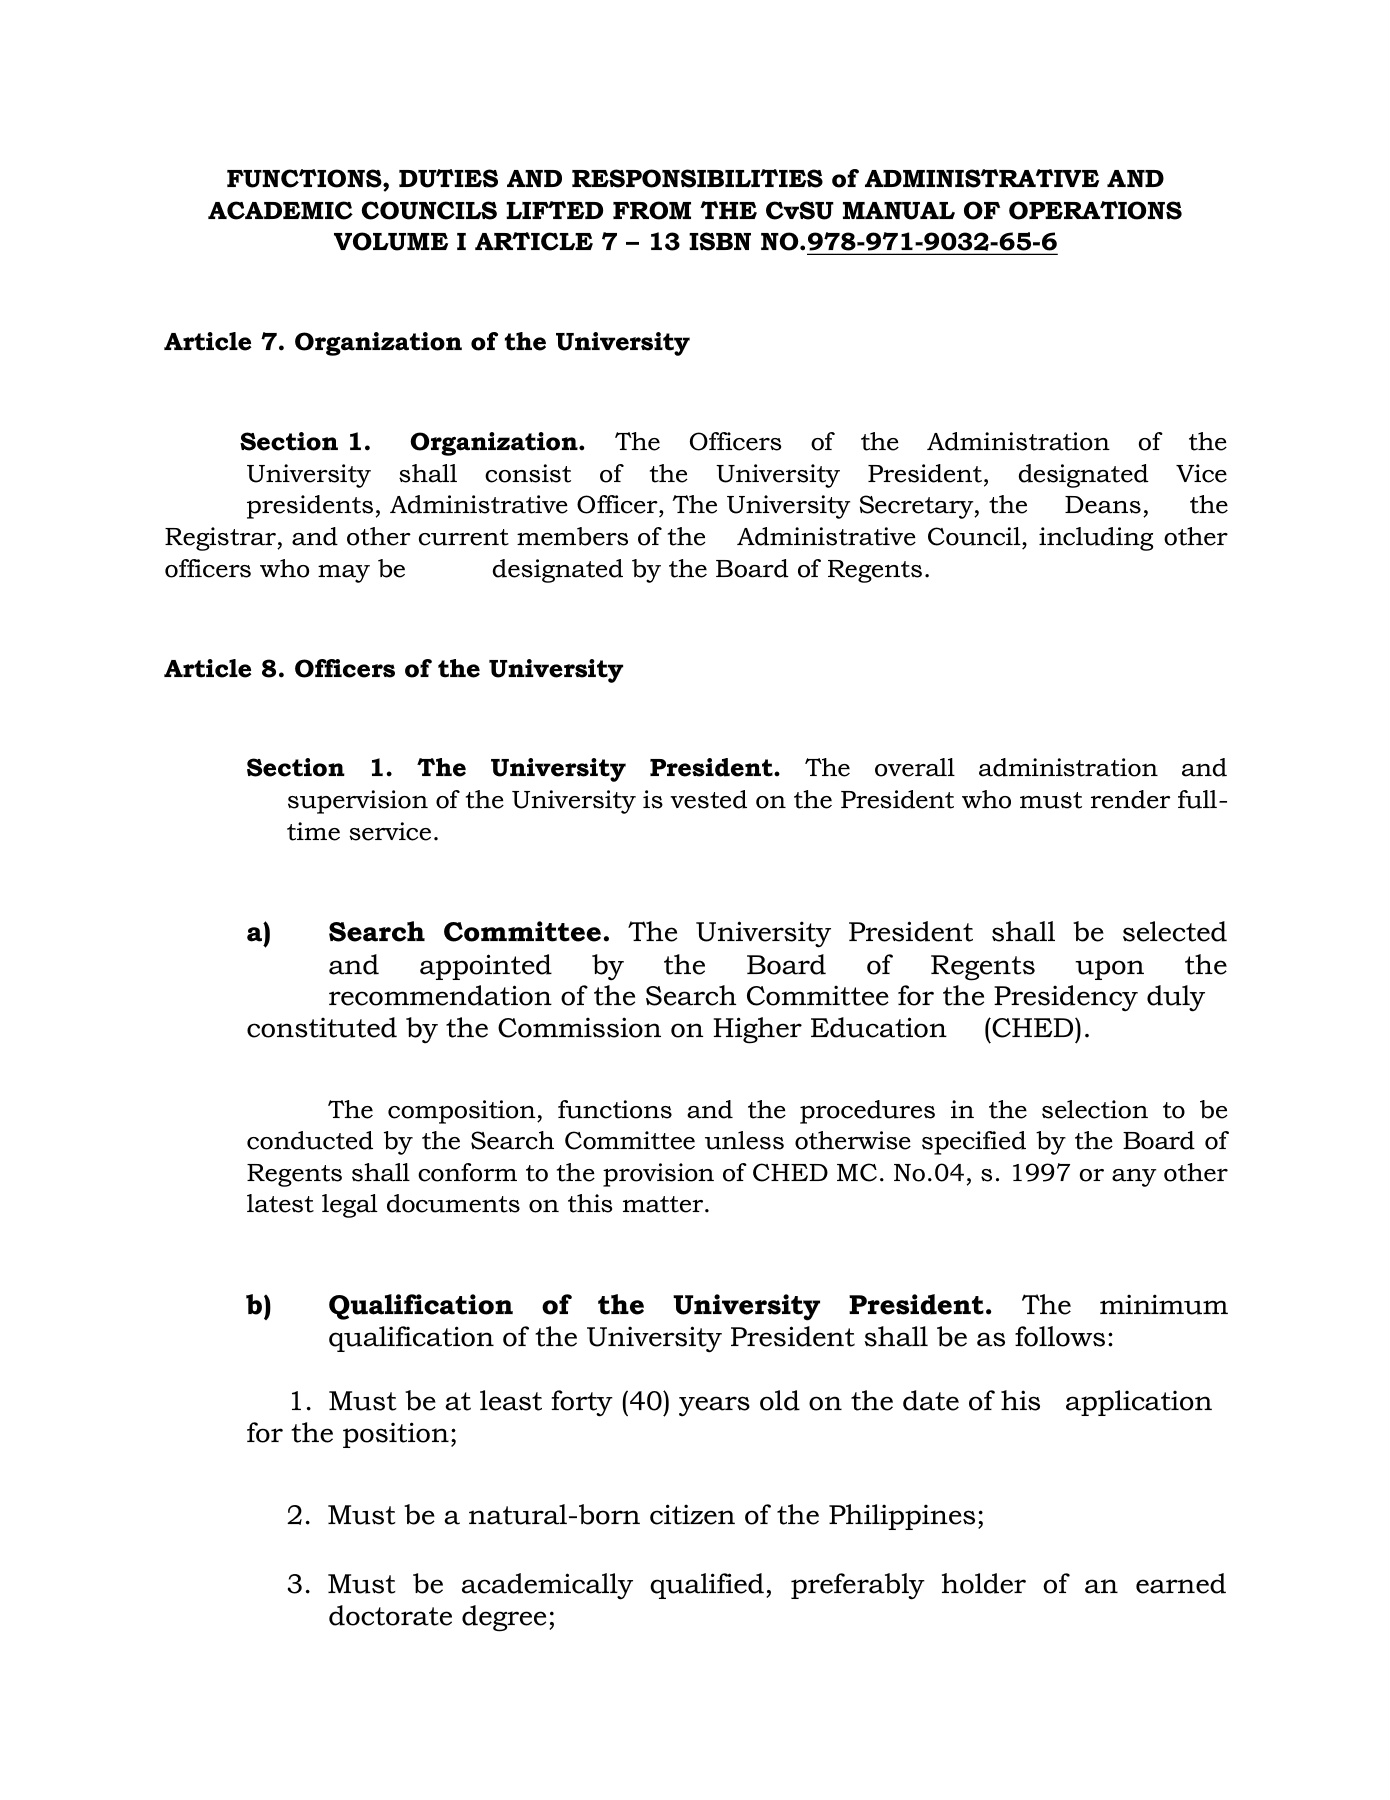 FUNCTIONS, DUTIES AND RESPONSIBILITIES of ADMINISTRATIVE AND
ACADEMIC COUNCILS LIFTED FROM THE CvSU MANUAL OF OPERATIONS
VOLUME I ARTICLE 7 – 13 ISBN NO.978-971-9032-65-6
Article 7. Organization of the University
Section 1. Organization. The Officers of the Administration of the
University shall consist of the University President, designated Vice
presidents, Administrative Officer, The University Secretary, the Deans, the
Registrar, and other current members of the Administrative Council, including other
officers who may be designated by the Board of Regents.
Article 8. Officers of the University
Section 1. The University President. The overall administration and
supervision of the University is vested on the President who must render full-
time service.
a) Search Committee. The University President shall be selected
and appointed by the Board of Regents upon the
recommendation of the Search Committee for the Presidency duly
constituted by the Commission on Higher Education (CHED).
The composition, functions and the procedures in the selection to be
conducted by the Search Committee unless otherwise specified by the Board of
Regents shall conform to the provision of CHED MC. No.04, s. 1997 or any other
latest legal documents on this matter.
b) Qualification of the University President. The minimum
qualification of the University President shall be as follows:
1. Must be at least forty (40) years old on the date of his application
for the position;
2. Must be a natural-born citizen of the Philippines;
3. Must be academically qualified, preferably holder of an earned
doctorate degree;